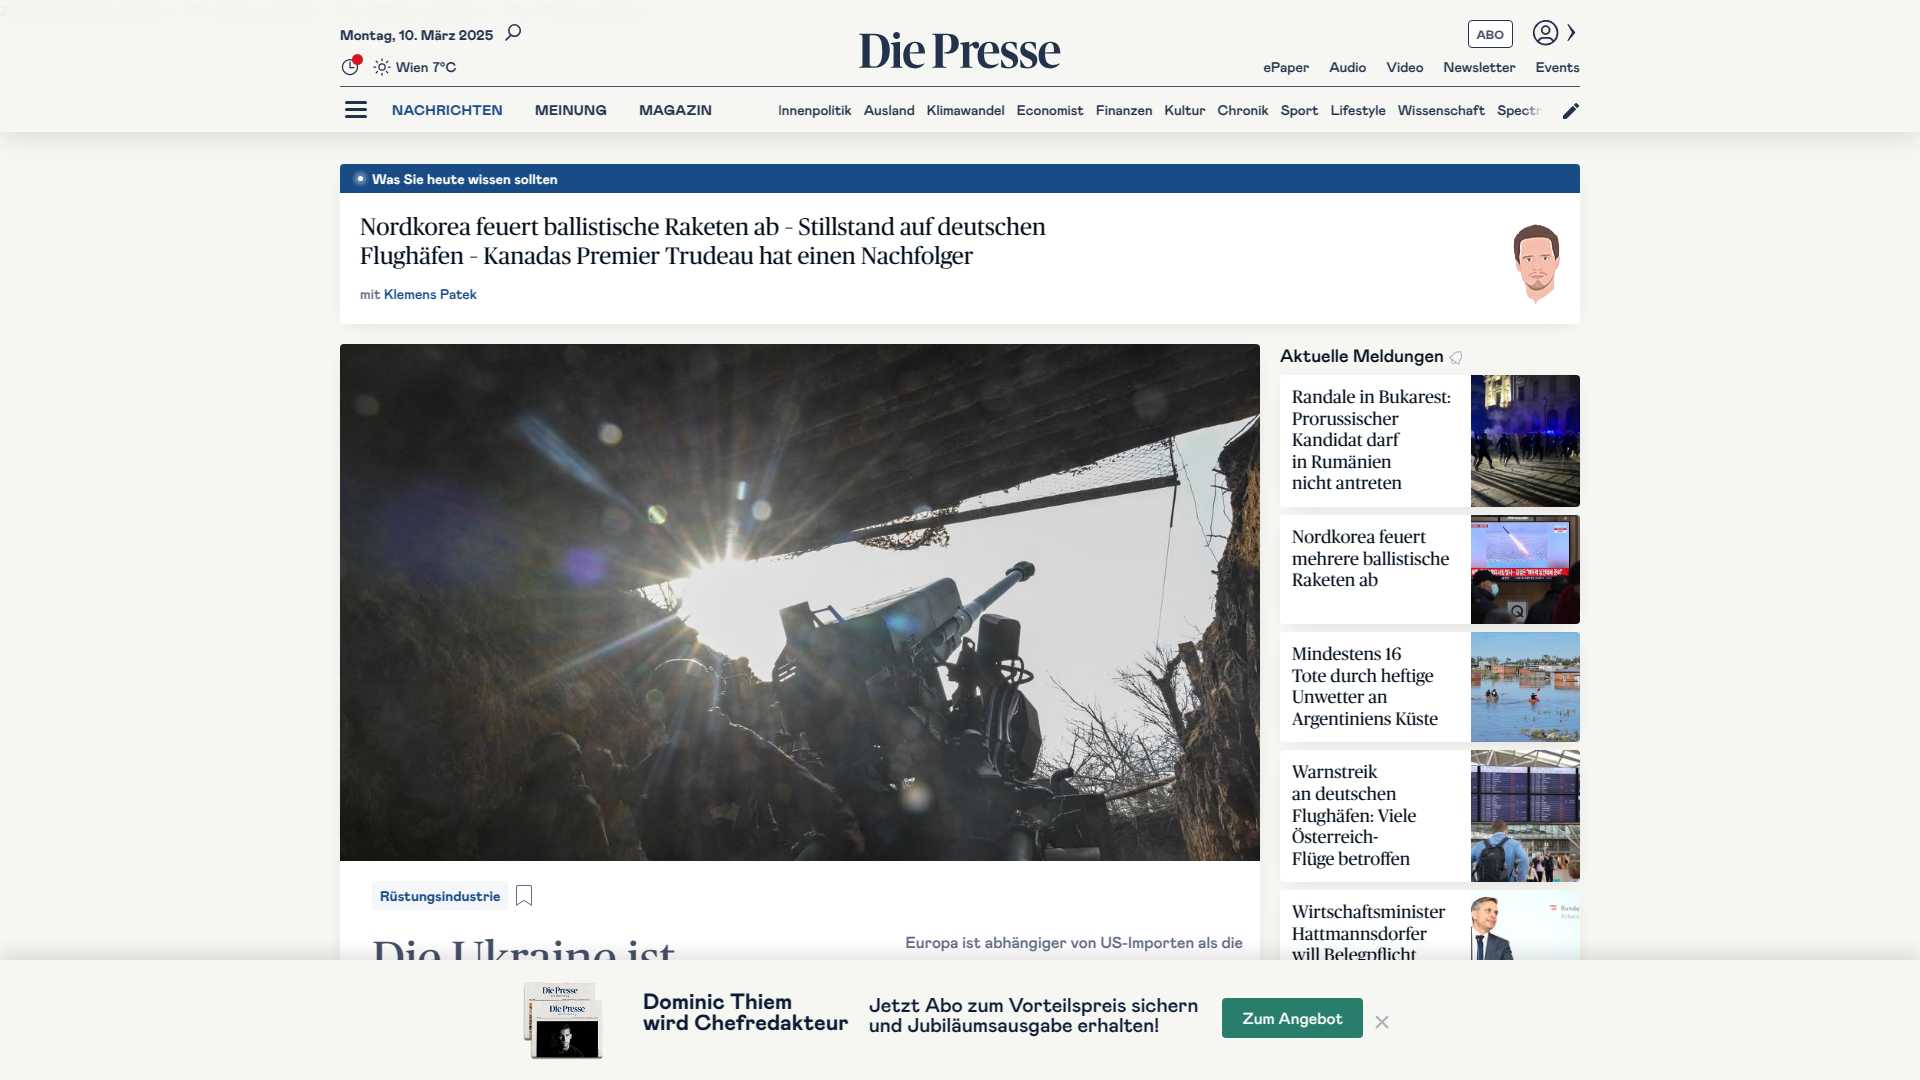 Montag, 10. März 2025
Die Presse
ABO
Wien 7°C
ePaper Audio Video Newsletter Events
NACHRICHTEN MEINUNG MAGAZIN
Innenpolitik Ausland Klimawandel Economist Finanzen Kultur Chronik Sport Lifestyle Wissenschaft Spectr
Was Sie heute wissen sollten
Nordkorea feuert ballistische Raketen ab – Stillstand auf deutschen
Flughäfen – Kanadas Premier Trudeau hat einen Nachfolger
mit Klemens Patek
Rüstungsindustrie
Die Ukraine ist
Europa ist abhängiger von US-Importen als die
Aktuelle Meldungen
Randale in Bukarest:
Prorussischer
Kandidat darf
in Rumänien
nicht antreten
Nordkorea feuert
mehrere ballistische
Raketen ab
Mindestens 16
Tote durch heftige
Unwetter an
Argentiniens Küste
Warnstreik
an deutschen
Flughäfen: Viele
Österreich-
Flüge betroffen
Wirtschaftsminister
Hattmannsdorfer
will Belegpflicht
Die Presse
Die Presse
Dominic Thiem
wird Chefredakteur
Jetzt Abo zum Vorteilspreis sichern
und Jubiläumsausgabe erhalten!
Zum Angebot